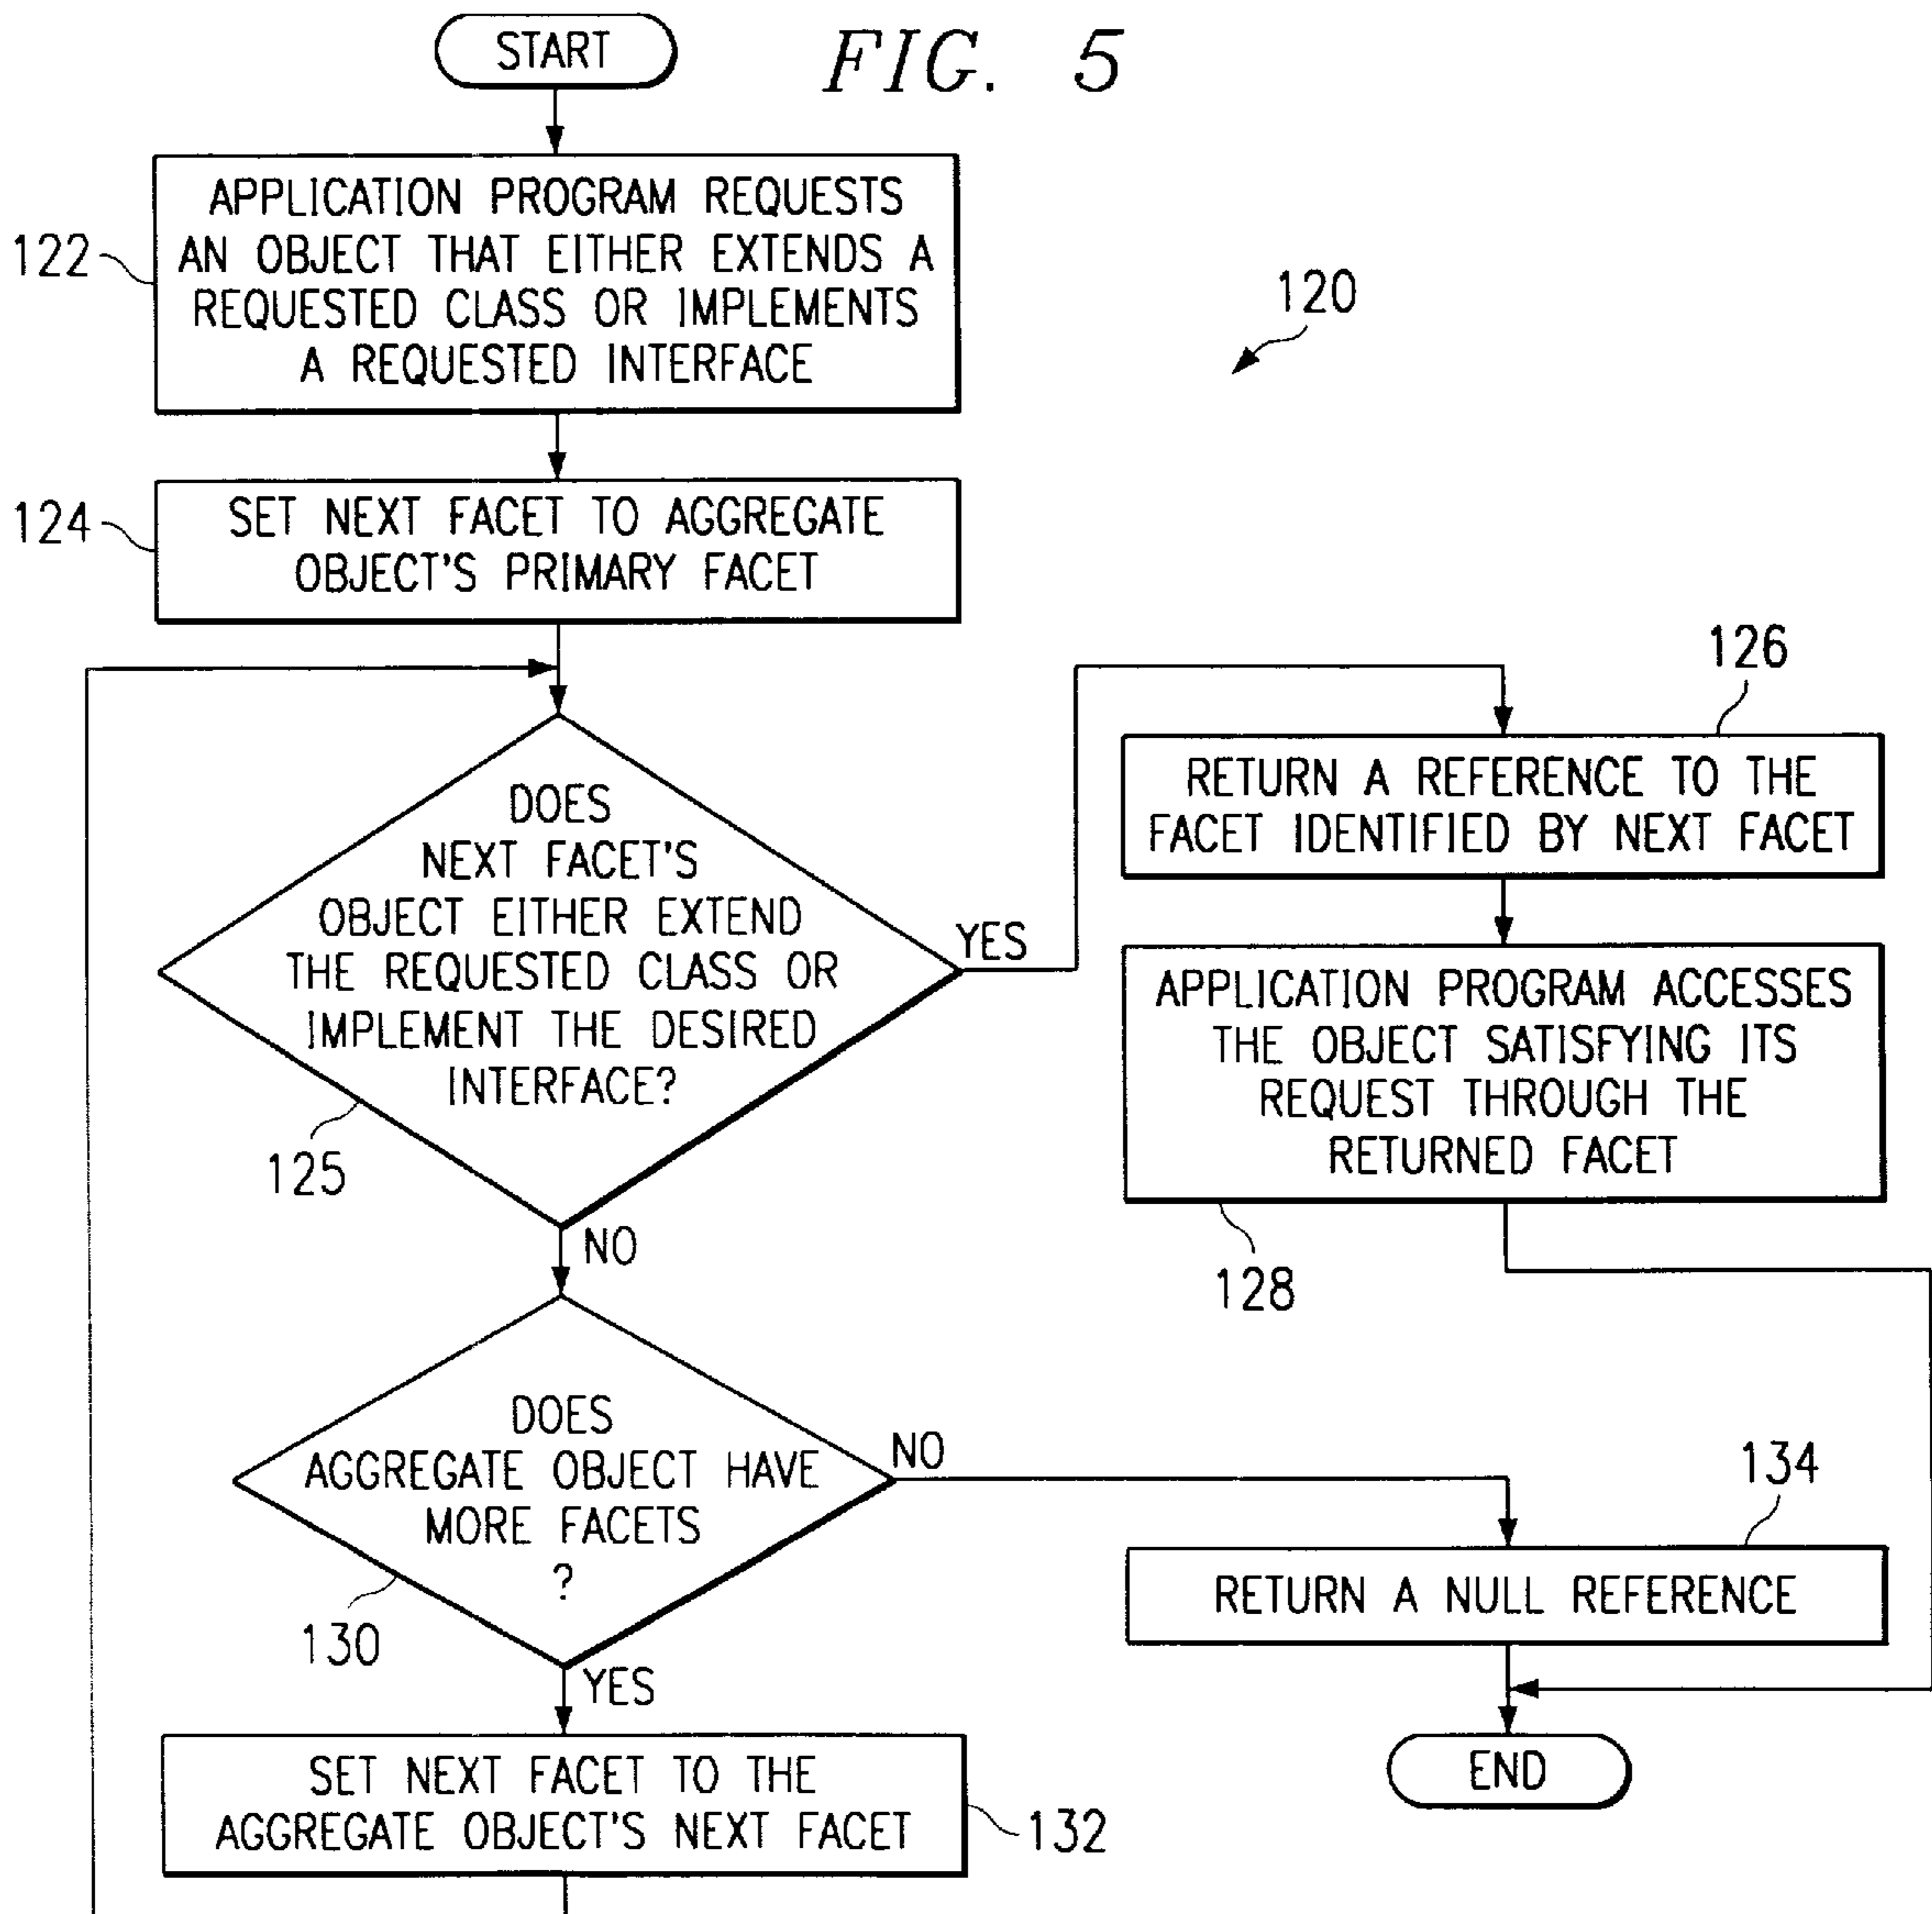 START
FIG. 5
APPLICATION PROGRAM REQUESTS
AN OBJECT THAT EITHER EXTENDS A
REQUESTED CLASS OR IMPLEMENTS
A REQUESTED INTERFACE
122
120
SET NEXT FACET TO AGGREGATE
OBJECT'S PRIMARY FACET
124
DOES
NEXT FACET'S
OBJECT EITHER EXTEND
THE REQUESTED CLASS OR
IMPLEMENT THE DESIRED
INTERFACE?
125
YES
NO
126
RETURN A REFERENCE TO THE
FACET IDENTIFIED BY NEXT FACET
APPLICATION PROGRAM ACCESSES
THE OBJECT SATISFYING ITS
REQUEST THROUGH THE
RETURNED FACET
128
DOES
AGGREGATE OBJECT HAVE
MORE FACETS
?
130
NO
YES
134
RETURN A NULL REFERENCE
SET NEXT FACET TO THE
AGGREGATE OBJECT'S NEXT FACET
132
END